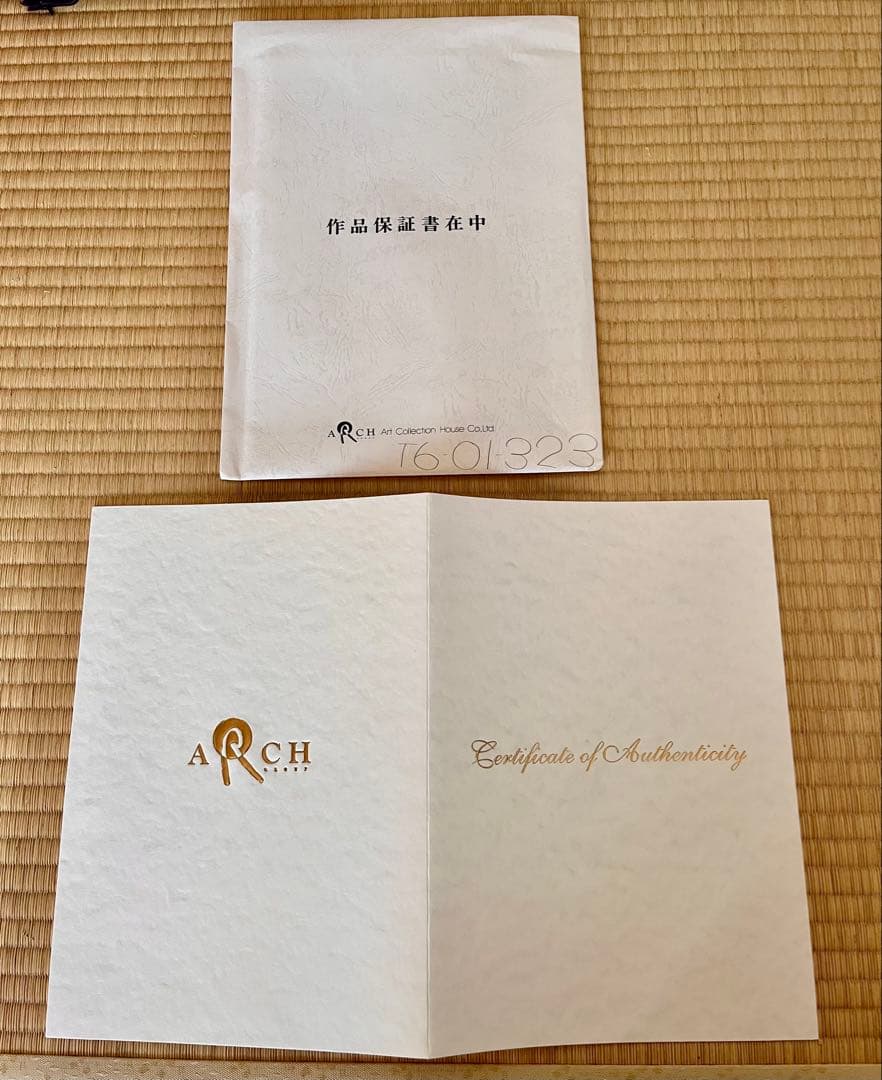 作品保証書在中
ARCH Art Collection House Co.,Ltd.
T6-01-323
ARCH
Certificate of Authenticity